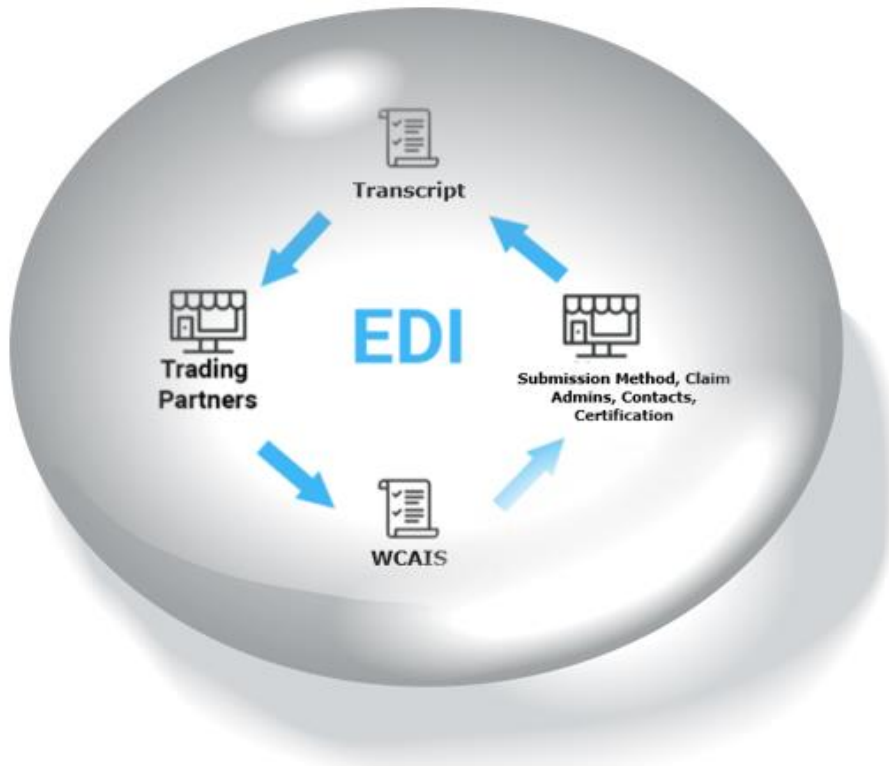 Transcript
EDI
Trading
Partners
Submission Method, Claim
Admins, Contacts,
Certification
WCAIS